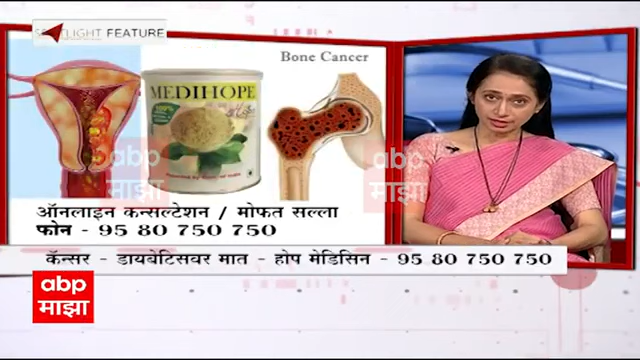 SPOTLIGHT FEATURE
Bone Cancer
MEDIHOPE
100%
abp
माझा
abp
माझा
ऑनलाइन कन्सल्टेशन / मोफत सल्ला
फोन - 95 80 750 750
कॅन्सर - डायबेटिसवर मात - होप मेडिसिन - 95 80 750 750
abp
माझा